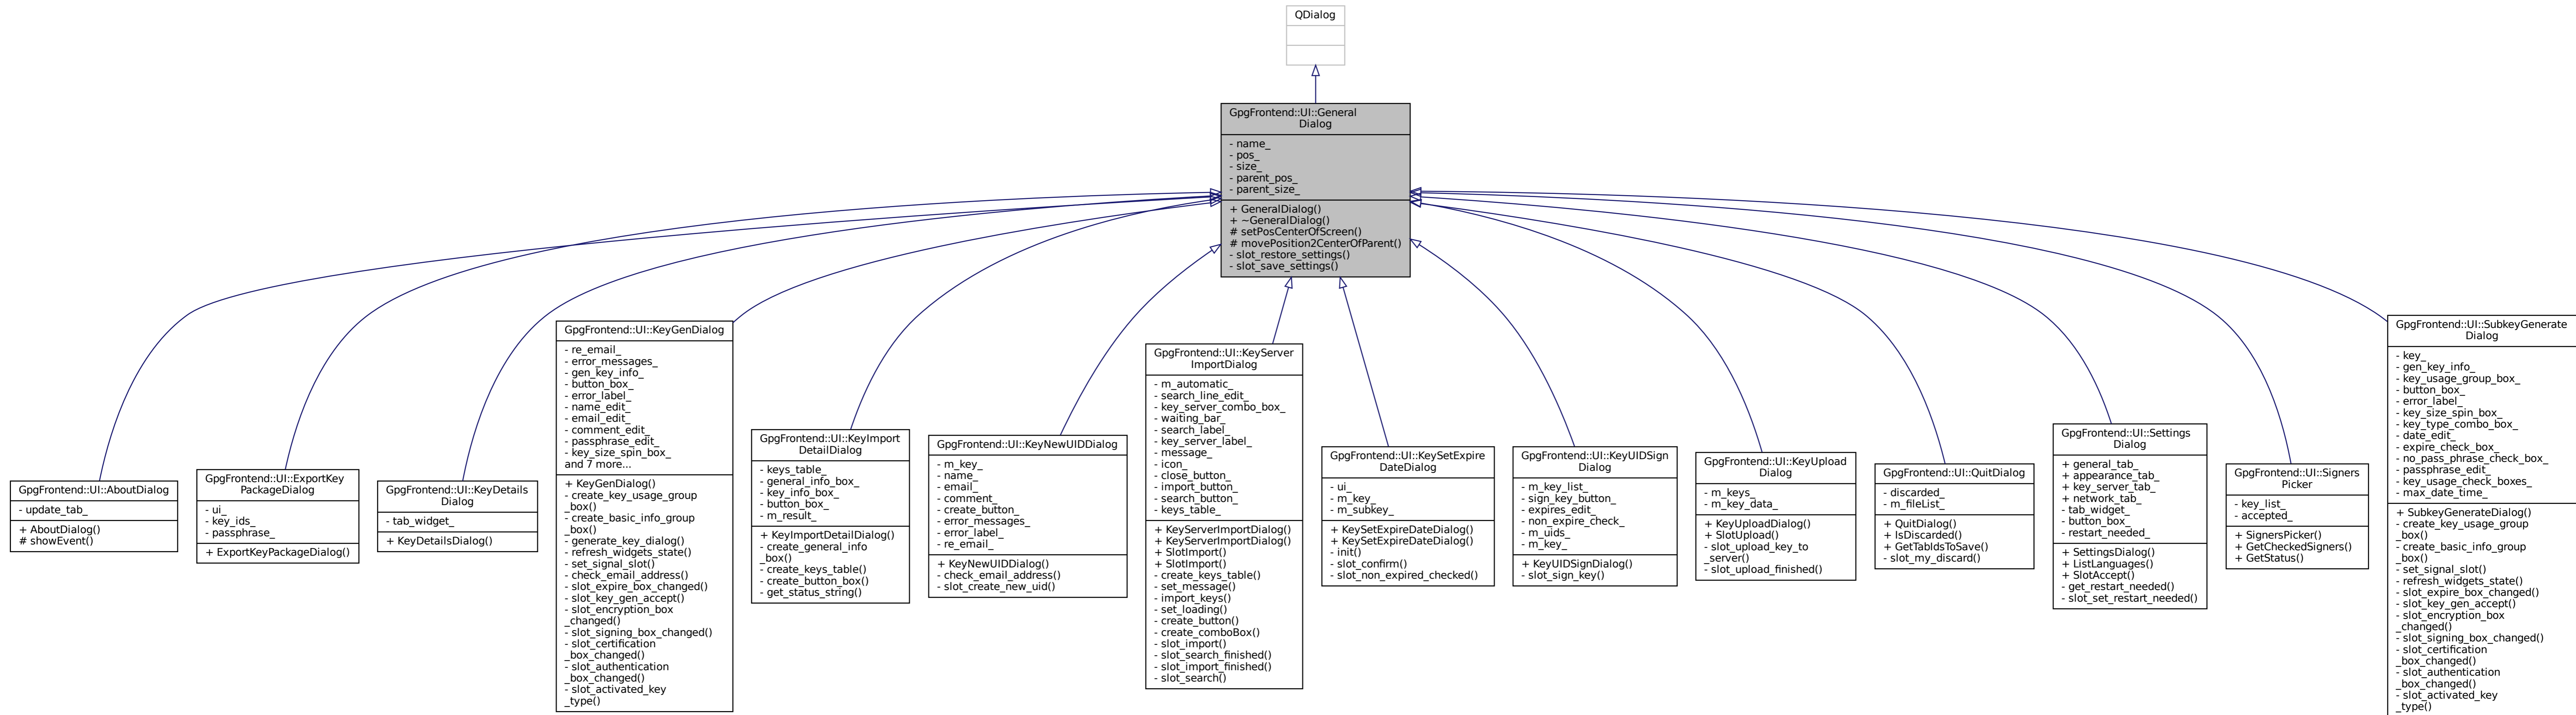 QDialog
GpgFrontend::UI::General
Dialog
- name_
- pos_
- size_
- parent_pos_
- parent_size_
+ GeneralDialog()
+ ~GeneralDialog()
# setPosCenterOfScreen()
# movePosition2CenterOfParent()
- slot_restore_settings()
- slot_save_settings()
GpgFrontend::UI::AboutDialog
- update_tab_
+ AboutDialog()
# showEvent()
GpgFrontend::UI::ExportKey
PackageDialog
- ui_
- key_ids_
- passphrase_
+ ExportKeyPackageDialog()
GpgFrontend::UI::KeyDetails
Dialog
- tab_widget_
+ KeyDetailsDialog()
GpgFrontend::UI::KeyGenDialog
- re_email_
- error_messages_
- gen_key_info_
- button_box_
- error_label_
- name_edit_
- email_edit_
- comment_edit_
- passphrase_edit_
- key_size_spin_box_
and 7 more...
+ KeyGenDialog()
- create_key_usage_group
_box()
- create_basic_info_group
_box()
- generate_key_dialog()
- refresh_widgets_state()
- set_signal_slot()
- check_email_address()
- slot_expire_box_changed()
- slot_key_gen_accept()
- slot_encryption_box
_changed()
- slot_signing_box_changed()
- slot_certification
_box_changed()
- slot_authentication
_box_changed()
- slot_activated_key
_type()
GpgFrontend::UI::KeyImport
DetailDialog
- keys_table_
- general_info_box_
- key_info_box_
- button_box_
- m_result_
+ KeyImportDetailDialog()
- create_general_info
_box()
- create_keys_table()
- create_button_box()
- get_status_string()
GpgFrontend::UI::KeyNewUIDDialog
- m_key_
- name_
- email_
- comment_
- create_button_
- error_messages_
- error_label_
- re_email_
+ KeyNewUIDDialog()
- check_email_address()
- slot_create_new_uid()
GpgFrontend::UI::KeyServer
ImportDialog
- m_automatic_
- search_line_edit_
- key_server_combo_box_
- waiting_bar_
- search_label_
- key_server_label_
- message_
- icon_
- close_button_
- import_button_
- search_button_
- keys_table_
+ KeyServerImportDialog()
+ KeyServerImportDialog()
+ SlotImport()
+ SlotImport()
- create_keys_table()
- set_message()
- import_keys()
- set_loading()
- create_button()
- create_comboBox()
- slot_import()
- slot_search_finished()
- slot_import_finished()
- slot_search()
GpgFrontend::UI::KeySetExpire
DateDialog
- ui_
- m_key_
- m_subkey_
+ KeySetExpireDateDialog()
+ KeySetExpireDateDialog()
- init()
- slot_confirm()
- slot_non_expired_checked()
GpgFrontend::UI::KeyUIDSign
Dialog
- m_key_list_
- sign_key_button_
- expires_edit_
- non_expire_check_
- m_uids_
- m_key_
+ KeyUIDSignDialog()
- slot_sign_key()
GpgFrontend::UI::KeyUpload
Dialog
- m_keys_
- m_key_data_
+ KeyUploadDialog()
+ SlotUpload()
- slot_upload_key_to
_server()
- slot_upload_finished()
GpgFrontend::UI::QuitDialog
- discarded_
- m_fileList_
+ QuitDialog()
+ IsDiscarded()
+ GetTabIdsToSave()
- slot_my_discard()
GpgFrontend::UI::Settings
Dialog
+ general_tab_
+ appearance_tab_
+ key_server_tab_
+ network_tab_
- tab_widget_
- button_box_
- restart_needed_
+ SettingsDialog()
+ ListLanguages()
+ SlotAccept()
- get_restart_needed()
- slot_set_restart_needed()
GpgFrontend::UI::Signers
Picker
- key_list_
- accepted_
+ SignersPicker()
+ GetCheckedSigners()
+ GetStatus()
GpgFrontend::UI::SubkeyGenerate
Dialog
- key_
- gen_key_info_
- key_usage_group_box_
- button_box_
- error_label_
- key_size_spin_box_
- key_type_combo_box_
- date_edit_
- expire_check_box_
- no_pass_phrase_check_box_
- passphrase_edit_
- key_usage_check_boxes_
- max_date_time_
+ SubkeyGenerateDialog()
- create_key_usage_group
_box()
- create_basic_info_group
_box()
- set_signal_slot()
- refresh_widgets_state()
- slot_expire_box_changed()
- slot_key_gen_accept()
- slot_encryption_box
_changed()
- slot_signing_box_changed()
- slot_certification
_box_changed()
- slot_authentication
_box_changed()
- slot_activated_key
_type()